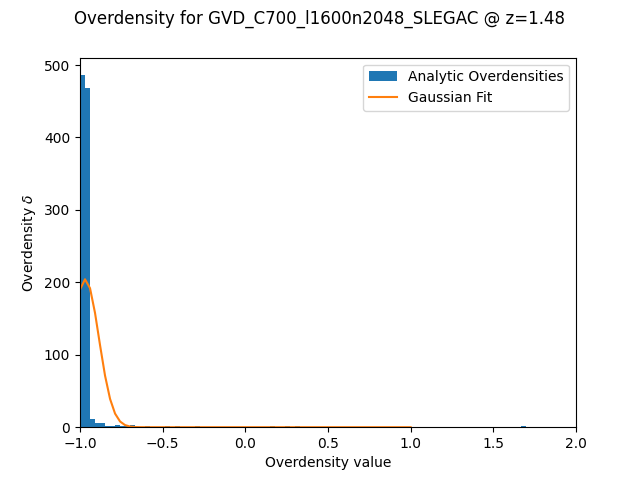 Overdensity for GVD_C700_l1600n2048_SLEGAC @ z=1.48
Analytic Overdensities
Gaussian Fit
Overdensity δ
500
400
300
200
100
0
−1.0 −0.5 0.0 0.5 1.0 1.5 2.0
Overdensity value